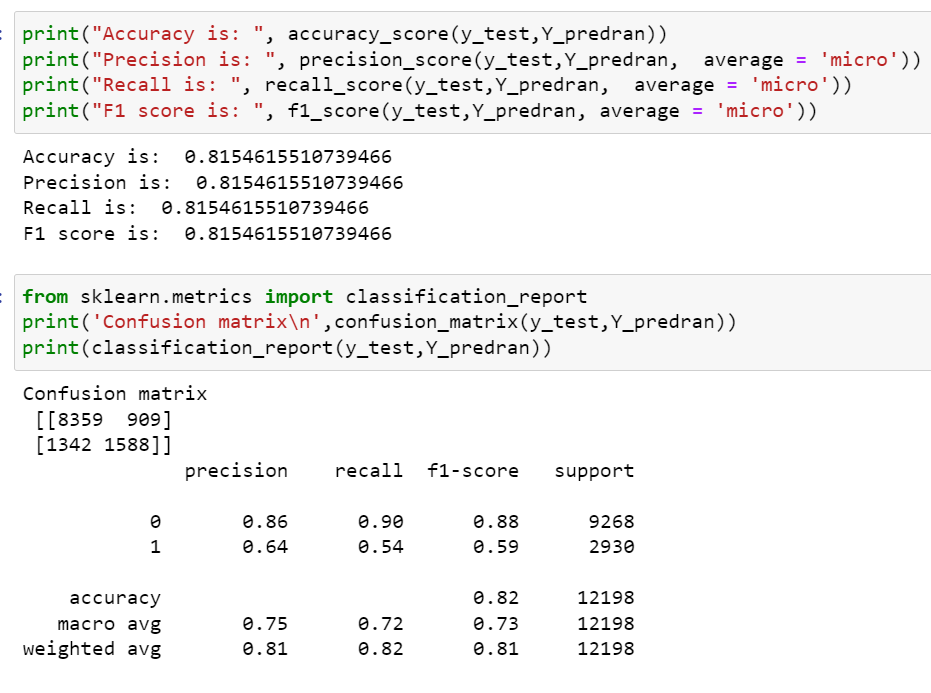 print("Accuracy is: ", accuracy_score(y_test,Y_predran))
print("Precision is: ", precision_score(y_test,Y_predran,  average = 'micro'))
print("Recall is: ", recall_score(y_test,Y_predran,  average = 'micro'))
print("F1 score is: ", f1_score(y_test,Y_predran, average = 'micro'))
Accuracy is:  0.8154615510739466
Precision is:  0.8154615510739466
Recall is:  0.8154615510739466
F1 score is:  0.8154615510739466
from sklearn.metrics import classification_report
print('Confusion matrix\n',confusion_matrix(y_test,Y_predran))
print(classification_report(y_test,Y_predran))
Confusion matrix
 [[8359  909]
 [1342 1588]]
              precision    recall  f1-score   support
           0       0.86      0.90      0.88      9268
           1       0.64      0.54      0.59      2930
    accuracy                           0.82     12198
   macro avg       0.75      0.72      0.73     12198
weighted avg       0.81      0.82      0.81     12198